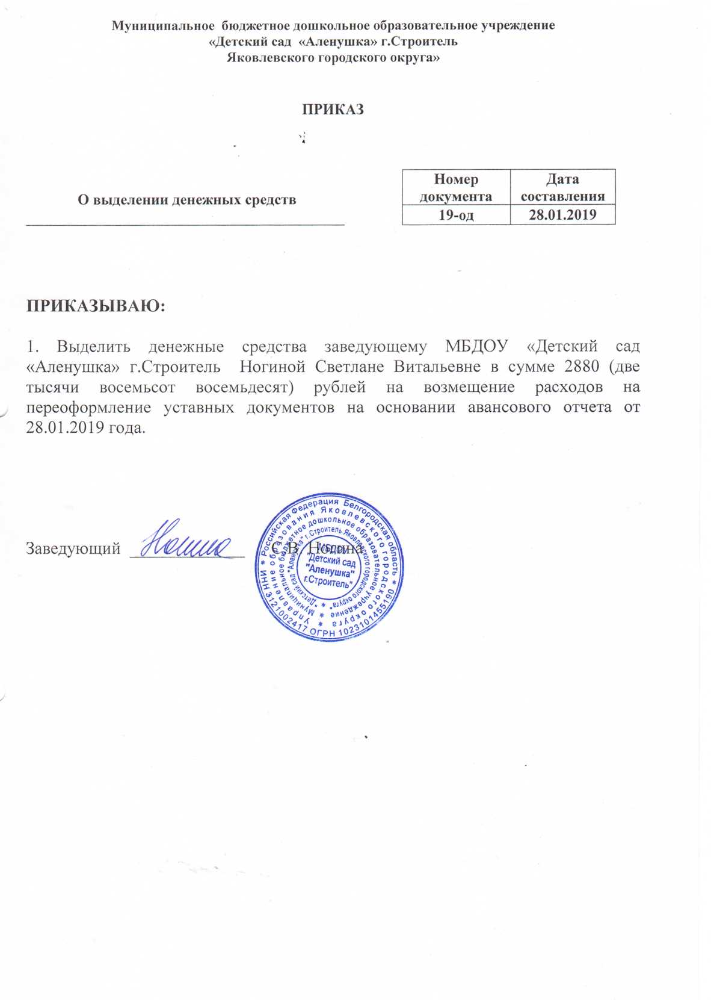 Муниципальное бюджетное дошкольное образовательное учреждение
«Детский сад «Аленушка» г.Строитель
Яковлевского городского округа»
ПРИКАЗ
О выделении денежных средств
Номер документа Дата составления
19-од 28.01.2019
ПРИКАЗЫВАЮ:
1. Выделить денежные средства заведующему МБДОУ «Детский сад
«Аленушка» г.Строитель Ногиной Светлане Витальевне в сумме 2880 (две
тысячи восемьсот восемьдесят) рублей на возмещение расходов на
переоформление уставных документов на основании авансового отчета от
28.01.2019 года.
Заведующий Ногина С.В. Ногина
Российская Федерация Белгородская область * ИНН 3121002417 ОГРН 1023101455190 *
Управление образования Яковлевского городского округа *
Муниципальное бюджетное дошкольное образовательное учреждение *
"Детский сад "Аленушка" г.Строитель Яковлевского городского округа" *
МБДОУ
"Детский сад
"Аленушка"
г.Строитель"